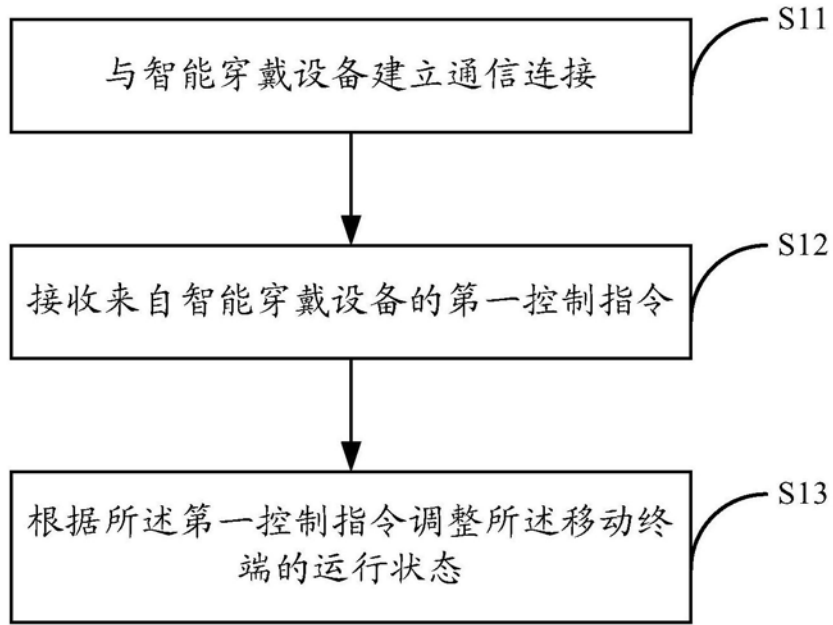 S11
与智能穿戴设备建立通信连接
S12
接收来自智能穿戴设备的第一控制指令
S13
根据所述第一控制指令调整所述移动终
端的运行状态